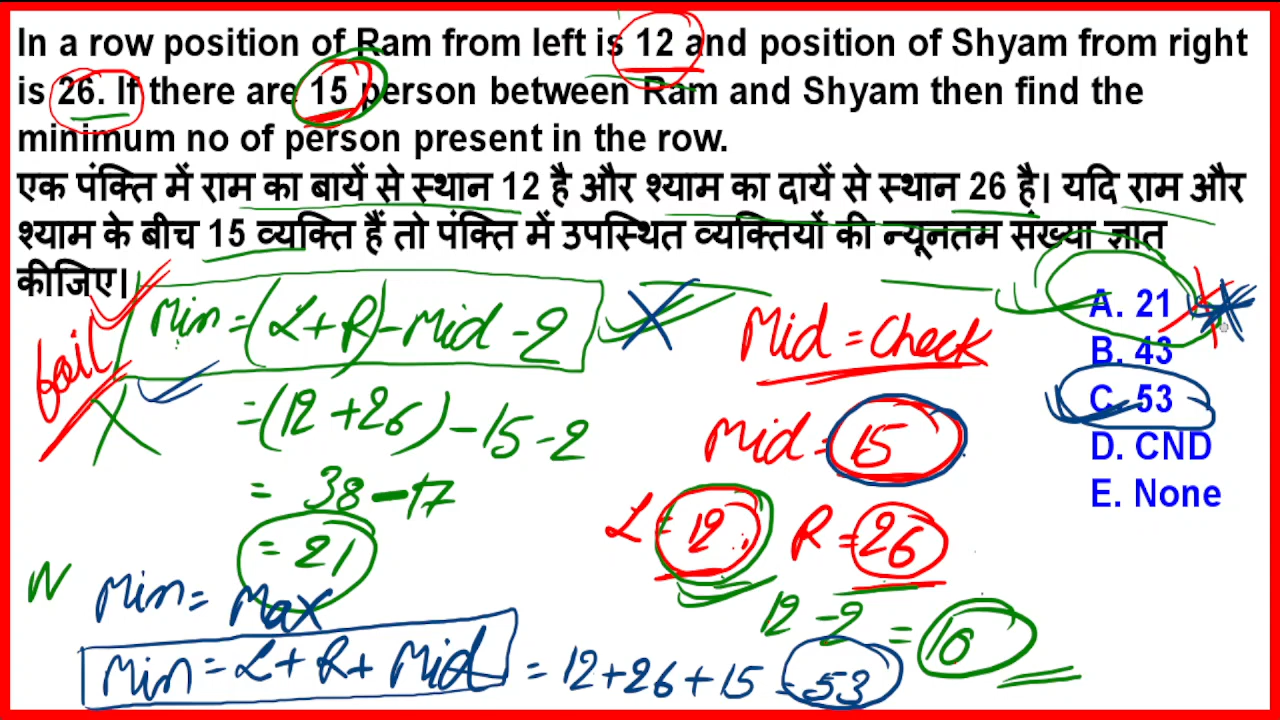 In a row position of Ram from left is 12 and position of Shyam from right
is 26. If there are 15 person between Ram and Shyam then find the
minimum no of person present in the row.
एक पंक्ति में राम का बायें से स्थान 12 है और श्याम का दायें से स्थान 26 है। यदि राम और
श्याम के बीच 15 व्यक्ति हैं तो पंक्ति में उपस्थित व्यक्तियों की न्यूनतम संख्या ज्ञात
कीजिए।
A. 21
B. 43
C. 53
D. CND
E. None
fail
Min = (L+R) - Mid - 2
= (12 + 26) - 15 - 2
= 38 - 17
= 21
Mid = Check
Mid = 15
L = 12, R = 26
12 - 2 = 10
N
Min = Max
Min = L + R + Mid = 12 + 26 + 15 = 53